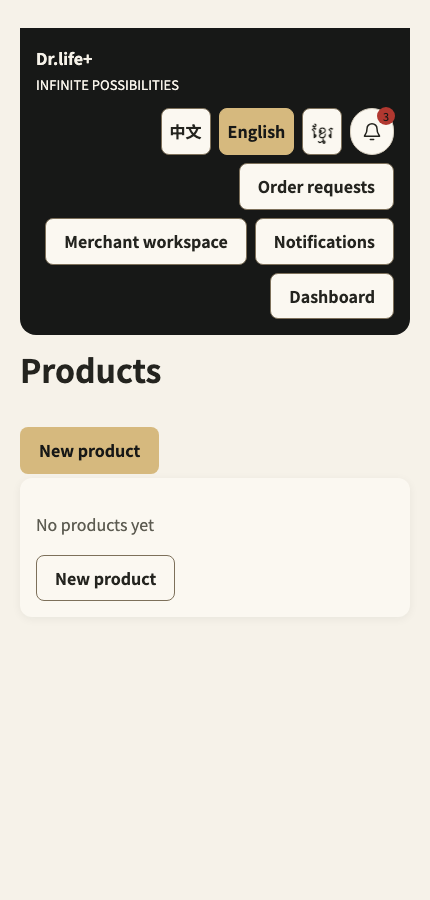 Dr.life+
INFINITE POSSIBILITIES
中文 English ខ្មែរ 3
Order requests
Merchant workspace Notifications
Dashboard
Products
New product
No products yet
New product